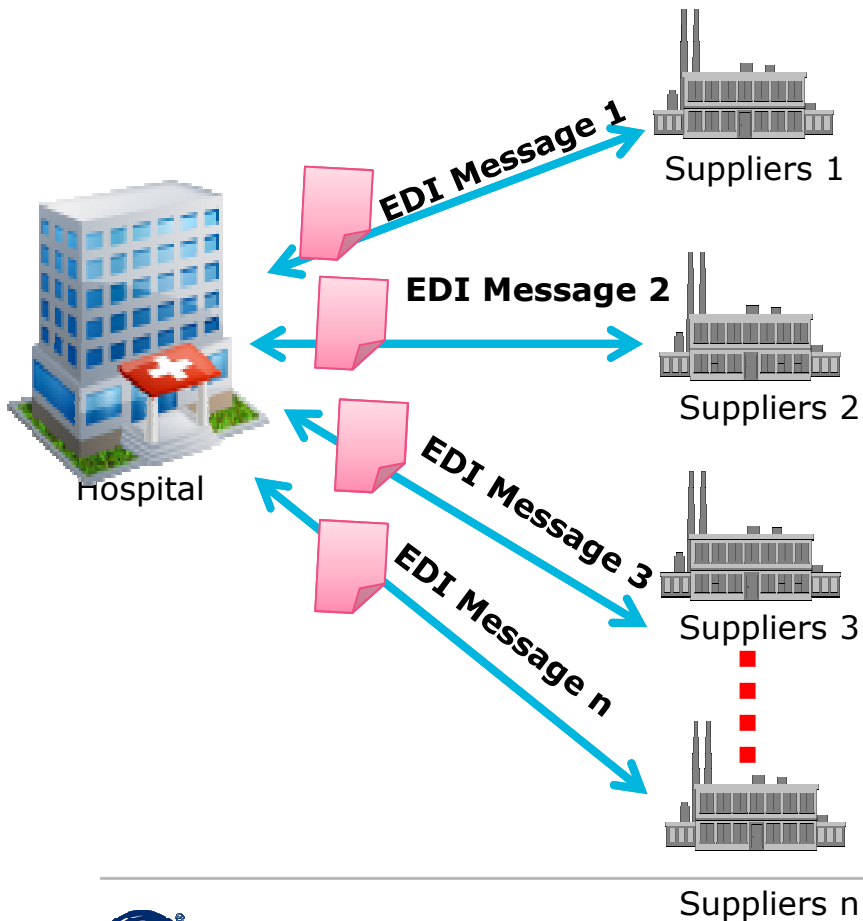 EDI Message 1
Suppliers 1
EDI Message 2
Suppliers 2
Hospital
EDI Message 3
Suppliers 3
EDI Message n
Suppliers n
®